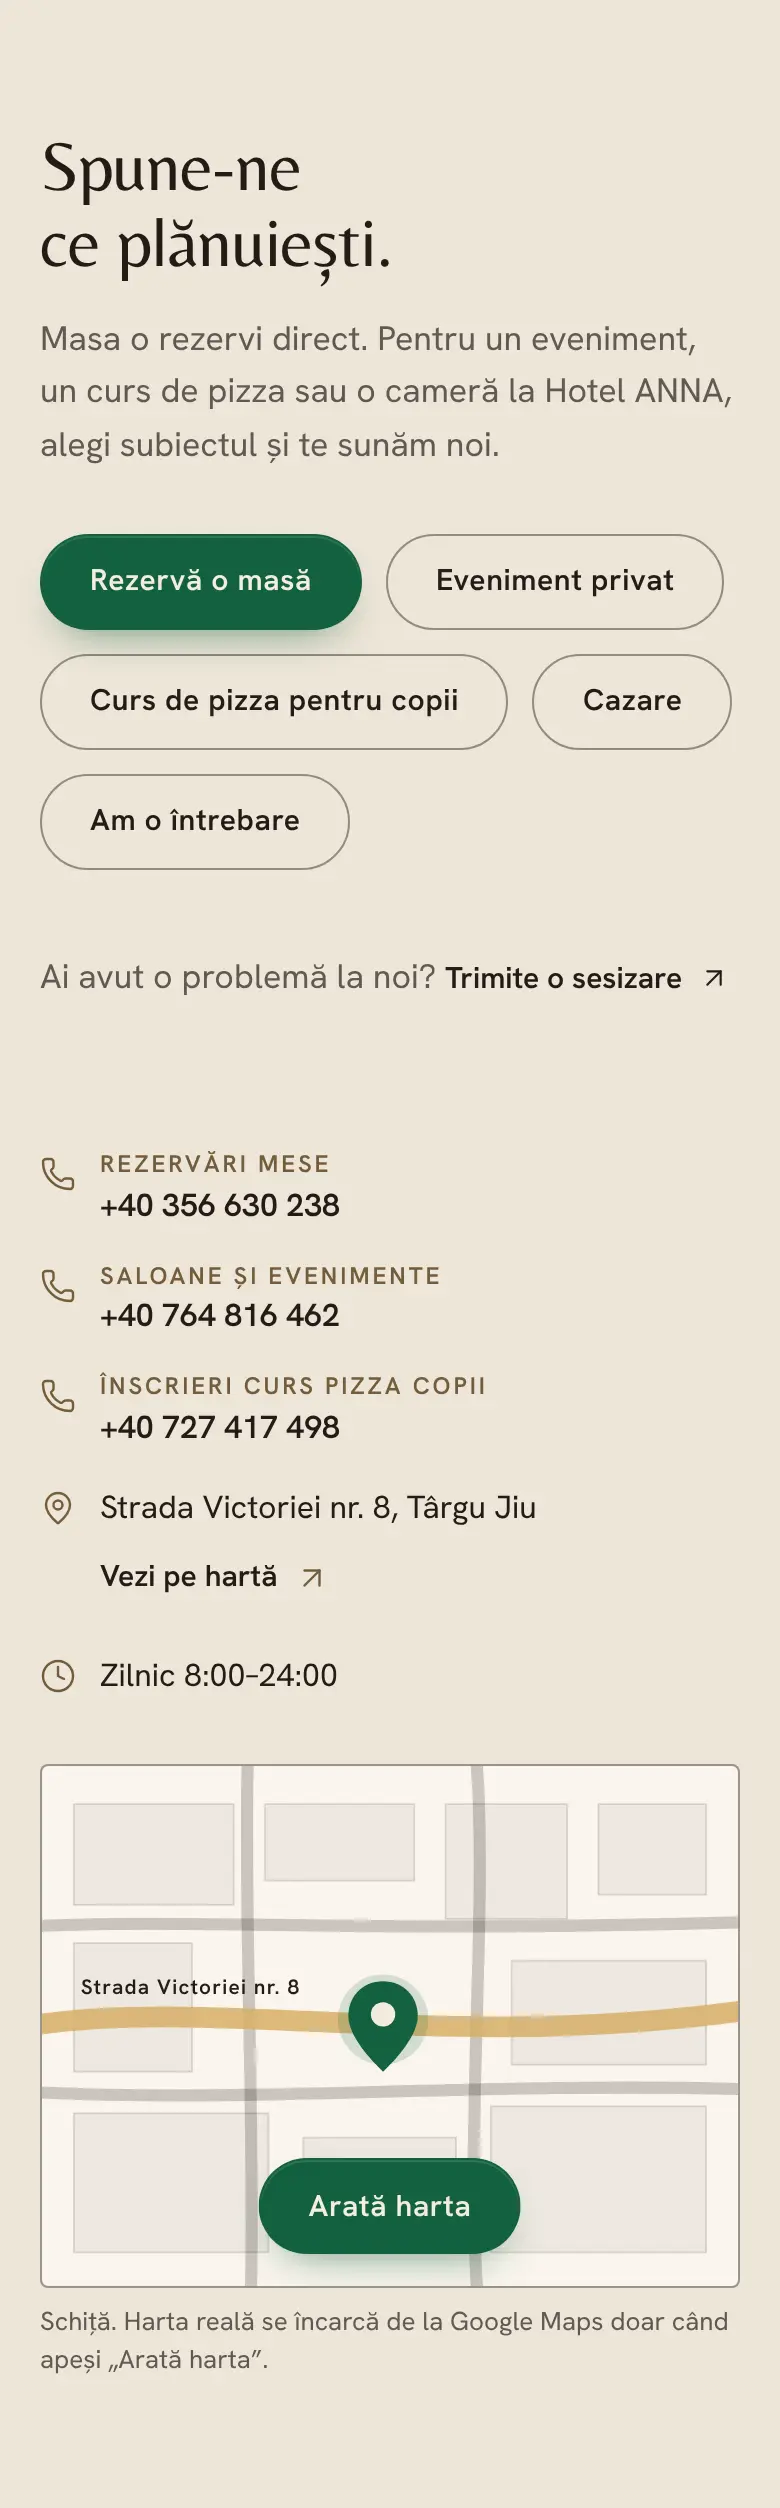 Spune-ne
ce plănuiești.
Masa o rezervi direct. Pentru un eveniment,
un curs de pizza sau o cameră la Hotel ANNA,
alegi subiectul și te sunăm noi.
Rezervă o masă
Eveniment privat
Curs de pizza pentru copii
Cazare
Am o întrebare
Ai avut o problemă la noi? Trimite o sesizare
REZERVĂRI MESE
+40 356 630 238
SALOANE ȘI EVENIMENTE
+40 764 816 462
ÎNSCRIERI CURS PIZZA COPII
+40 727 417 498
Strada Victoriei nr. 8, Târgu Jiu
Vezi pe hartă
Zilnic 8:00–24:00
Strada Victoriei nr. 8
Arată harta
Schiță. Harta reală se încarcă de la Google Maps doar când
apeși „Arată harta”.